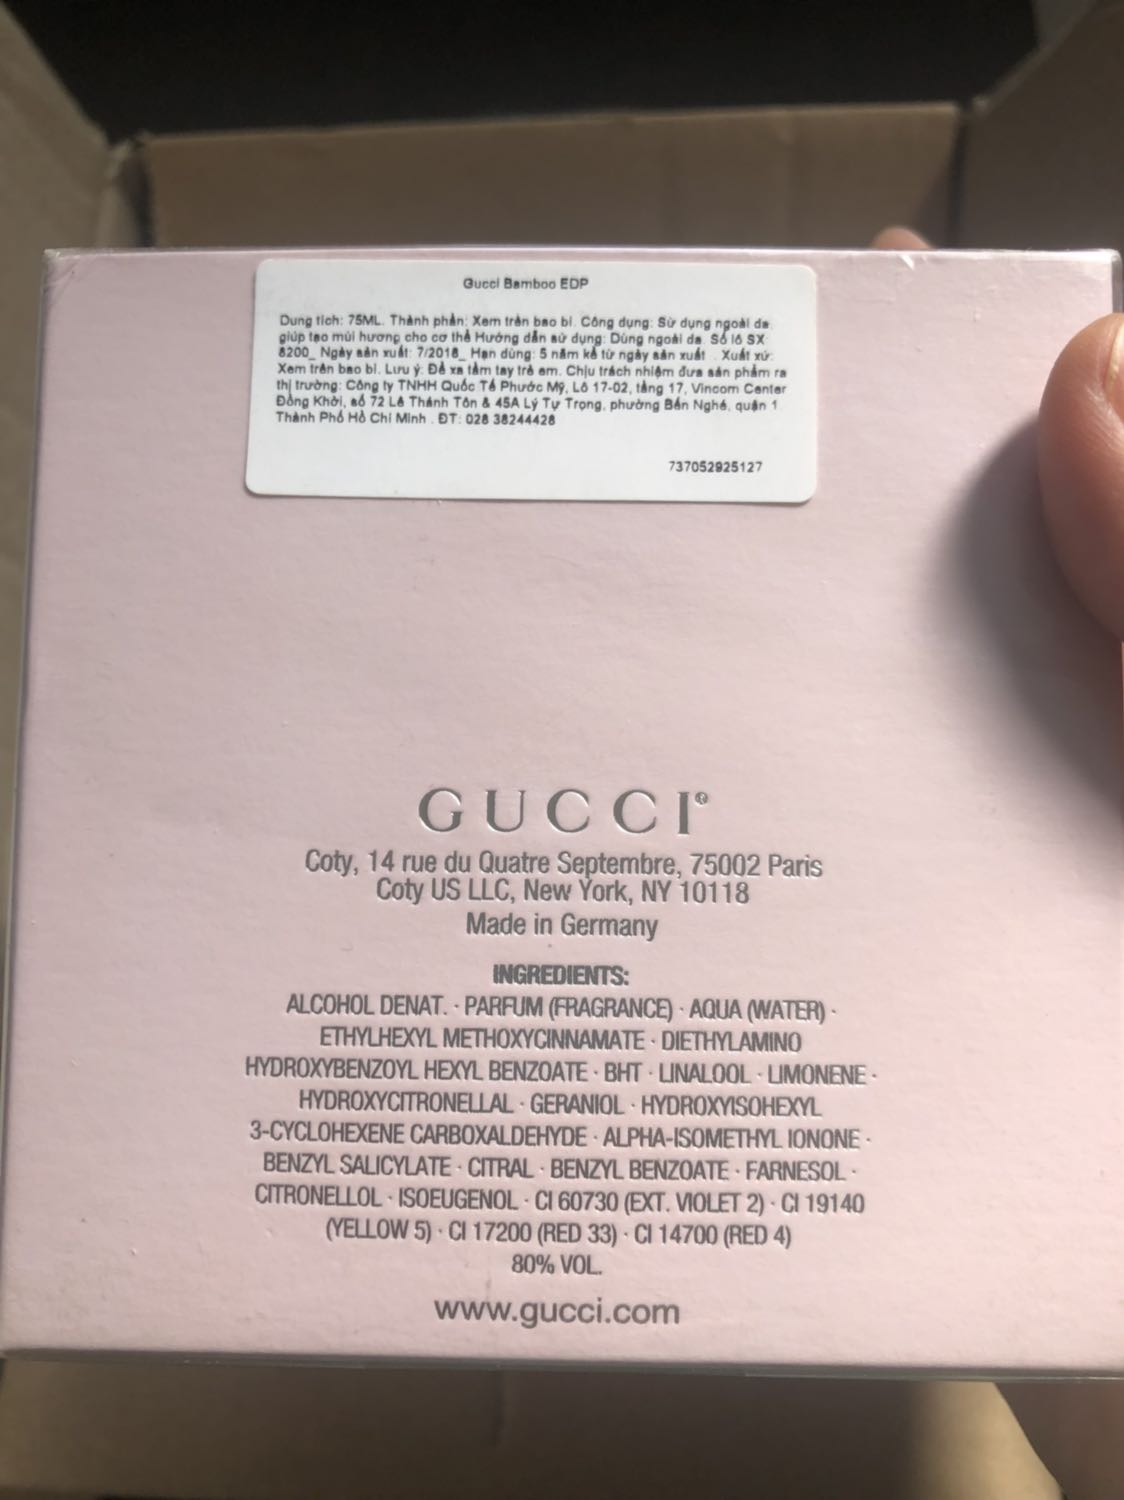 Gucci Bamboo EDP
Dung tích: 75ML. Thành phần: Xem trên bao bì. Công dụng: Sử dụng ngoài da,
giúp tạo mùi hương cho cơ thể Hướng dẫn sử dụng: Dùng ngoài da. Số lô SX:
8200_ Ngày sản xuất: 7/2018_ Hạn dùng: 5 năm kể từ ngày sản xuất . Xuất xứ:
Xem trên bao bì. Lưu ý: Để xa tầm tay trẻ em. Chịu trách nhiệm đưa sản phẩm ra
thị trường: Công ty TNHH Quốc Tế Phước Mỹ, Lô 17-02, tầng 17, Vincom Center
Đồng Khởi, số 72 Lê Thánh Tôn & 45A Lý Tự Trọng, phường Bến Nghé, quận 1
Thành Phố Hồ Chí Minh . ĐT: 028 38244428
737052925127
GUCCI®
Coty, 14 rue du Quatre Septembre, 75002 Paris
Coty US LLC, New York, NY 10118
Made in Germany
INGREDIENTS:
ALCOHOL DENAT. · PARFUM (FRAGRANCE) · AQUA (WATER) ·
ETHYLHEXYL METHOXYCINNAMATE · DIETHYLAMINO
HYDROXYBENZOYL HEXYL BENZOATE · BHT · LINALOOL · LIMONENE ·
HYDROXYCITRONELLAL · GERANIOL · HYDROXYISOHEXYL
3-CYCLOHEXENE CARBOXALDEHYDE · ALPHA-ISOMETHYL IONONE ·
BENZYL SALICYLATE · CITRAL · BENZYL BENZOATE · FARNESOL ·
CITRONELLOL · ISOEUGENOL · CI 60730 (EXT. VIOLET 2) · CI 19140
(YELLOW 5) · CI 17200 (RED 33) · CI 14700 (RED 4)
80% VOL.
www.gucci.com